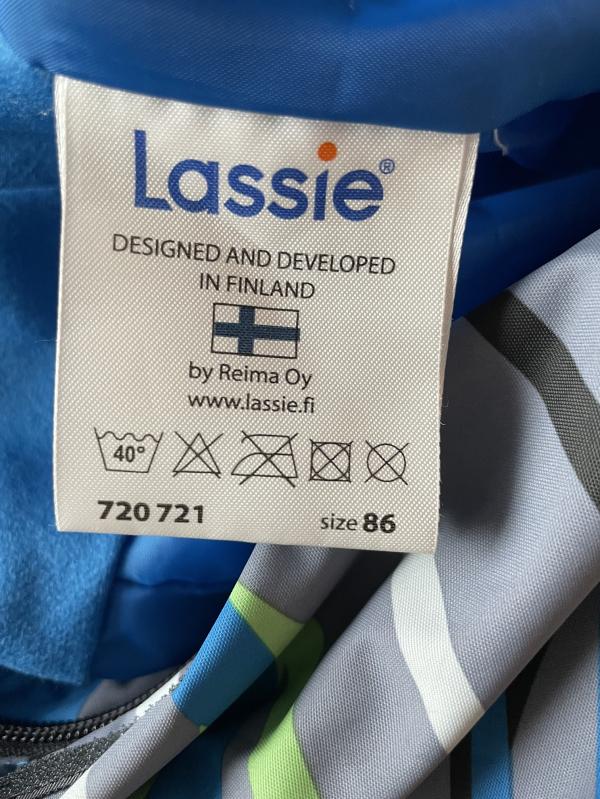 Lassie®
DESIGNED AND DEVELOPED
IN FINLAND
by Reima Oy
www.lassie.fi
40°
720 721
size 86